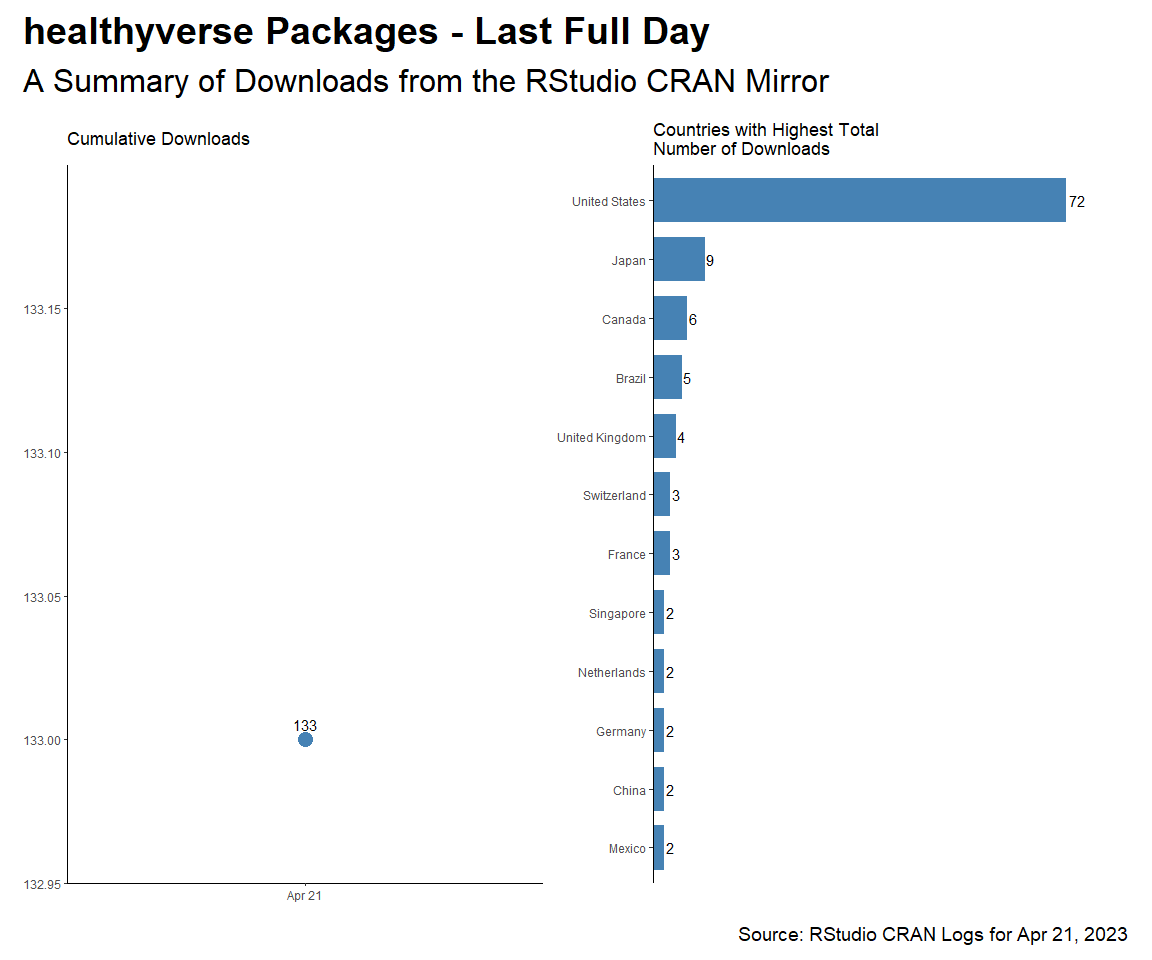 healthyverse Packages - Last Full Day
A Summary of Downloads from the RStudio CRAN Mirror
Cumulative Downloads
133.15
133.10
133.05
133.00
132.95
133
Apr 21
Countries with Highest Total
Number of Downloads
United States 72
Japan 9
Canada 6
Brazil 5
United Kingdom 4
Switzerland 3
France 3
Singapore 2
Netherlands 2
Germany 2
China 2
Mexico 2
Source: RStudio CRAN Logs for Apr 21, 2023